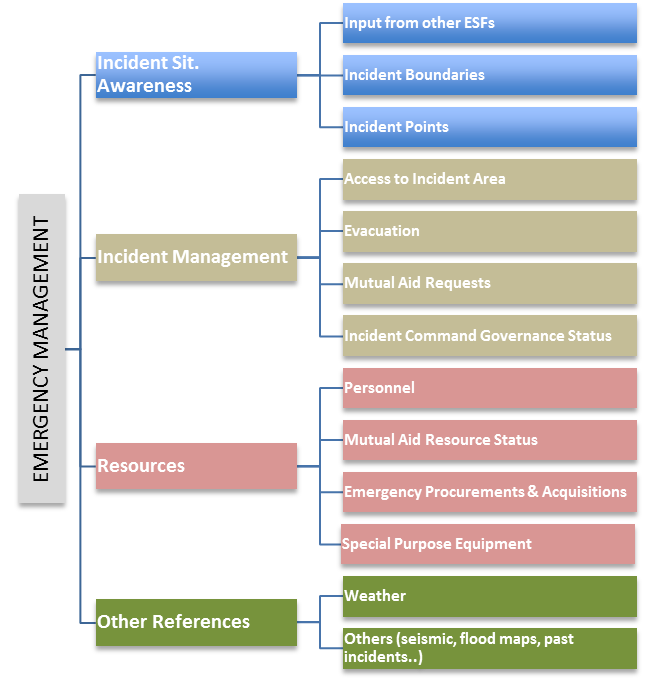 EMERGENCY MANAGEMENT
Incident Sit.
Awareness
Input from other ESFs
Incident Boundaries
Incident Points
Incident Management
Access to Incident Area
Evacuation
Mutual Aid Requests
Incident Command Governance Status
Resources
Personnel
Mutual Aid Resource Status
Emergency Procurements & Acquisitions
Special Purpose Equipment
Other References
Weather
Others (seismic, flood maps, past
incidents..)